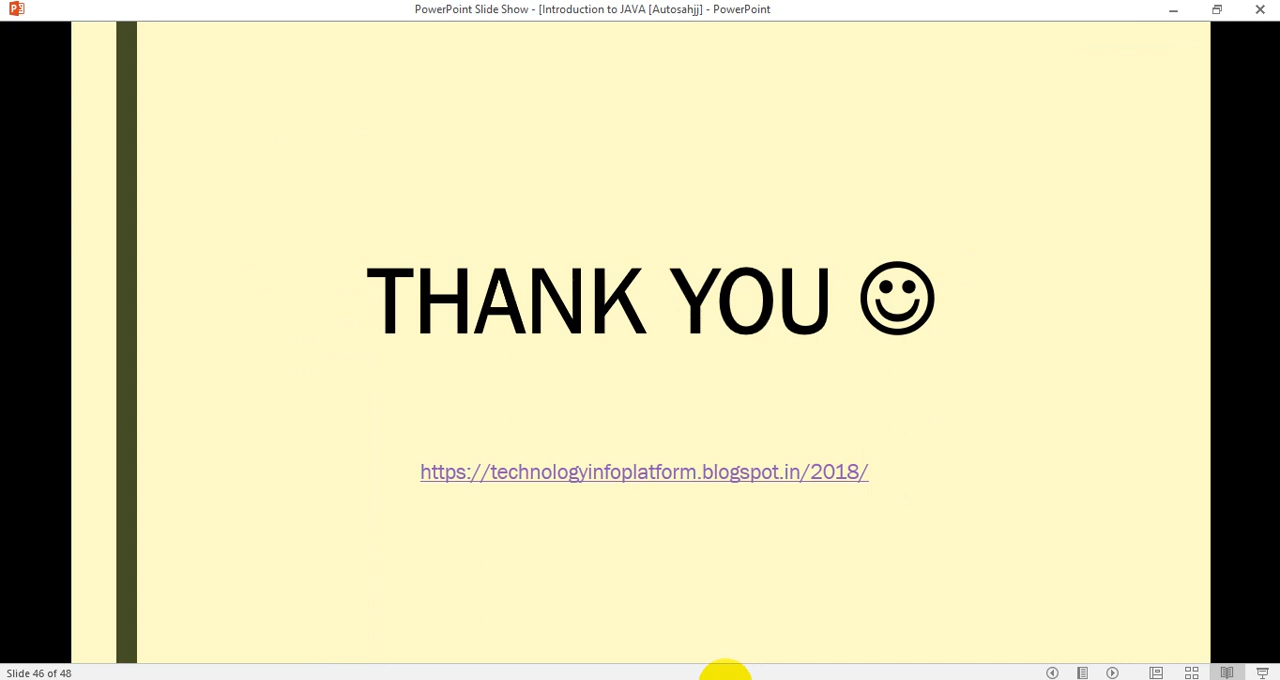 PowerPoint Slide Show - [Introduction to JAVA [Autosahjj] - PowerPoint
THANK YOU ☺
https://technologyinfoplatform.blogspot.in/2018/
Slide 46 of 48